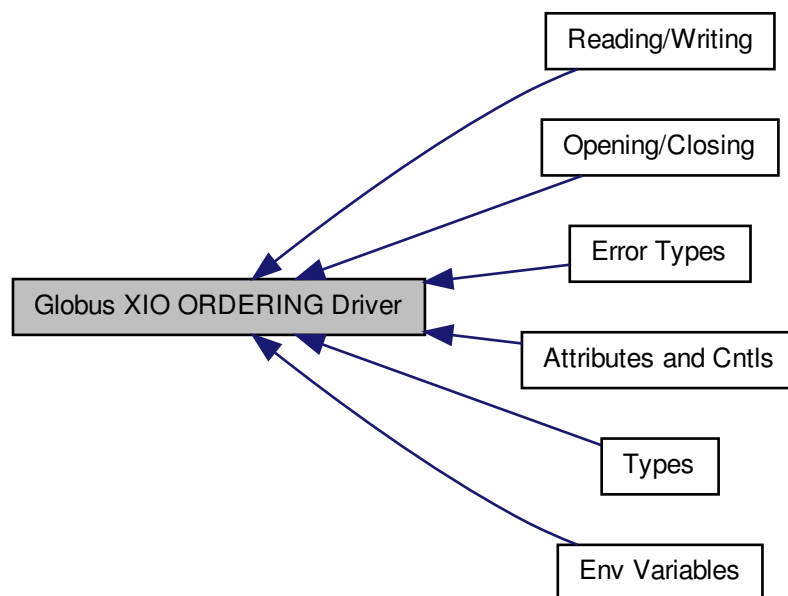 Reading/Writing
Opening/Closing
Error Types
Globus XIO ORDERING Driver
Attributes and Cntls
Types
Env Variables